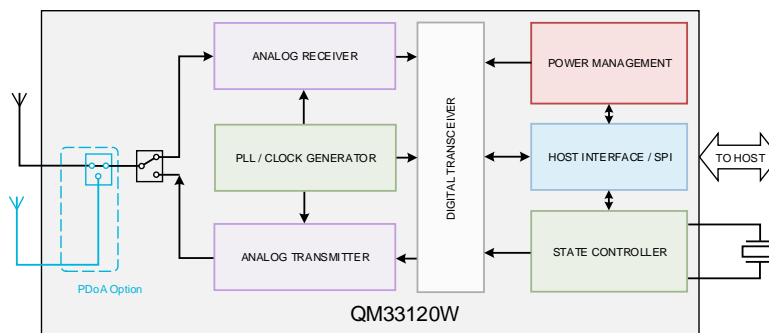 ANALOG RECEIVER
POWER MANAGEMENT
DIGITAL TRANSCEIVER
PLL / CLOCK GENERATOR
HOST INTERFACE / SPI
TO HOST
ANALOG TRANSMITTER
STATE CONTROLLER
PDoA Option
QM33120W